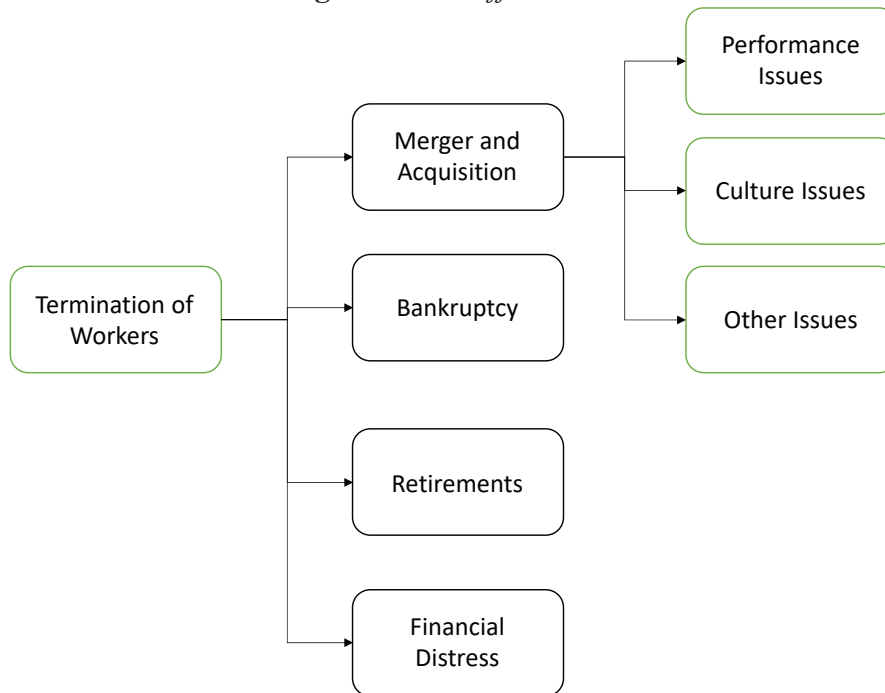 Performance
Issues
Merger and
Acquisition
Culture Issues
Termination of
Workers
Bankruptcy
Other Issues
Retirements
Financial
Distress